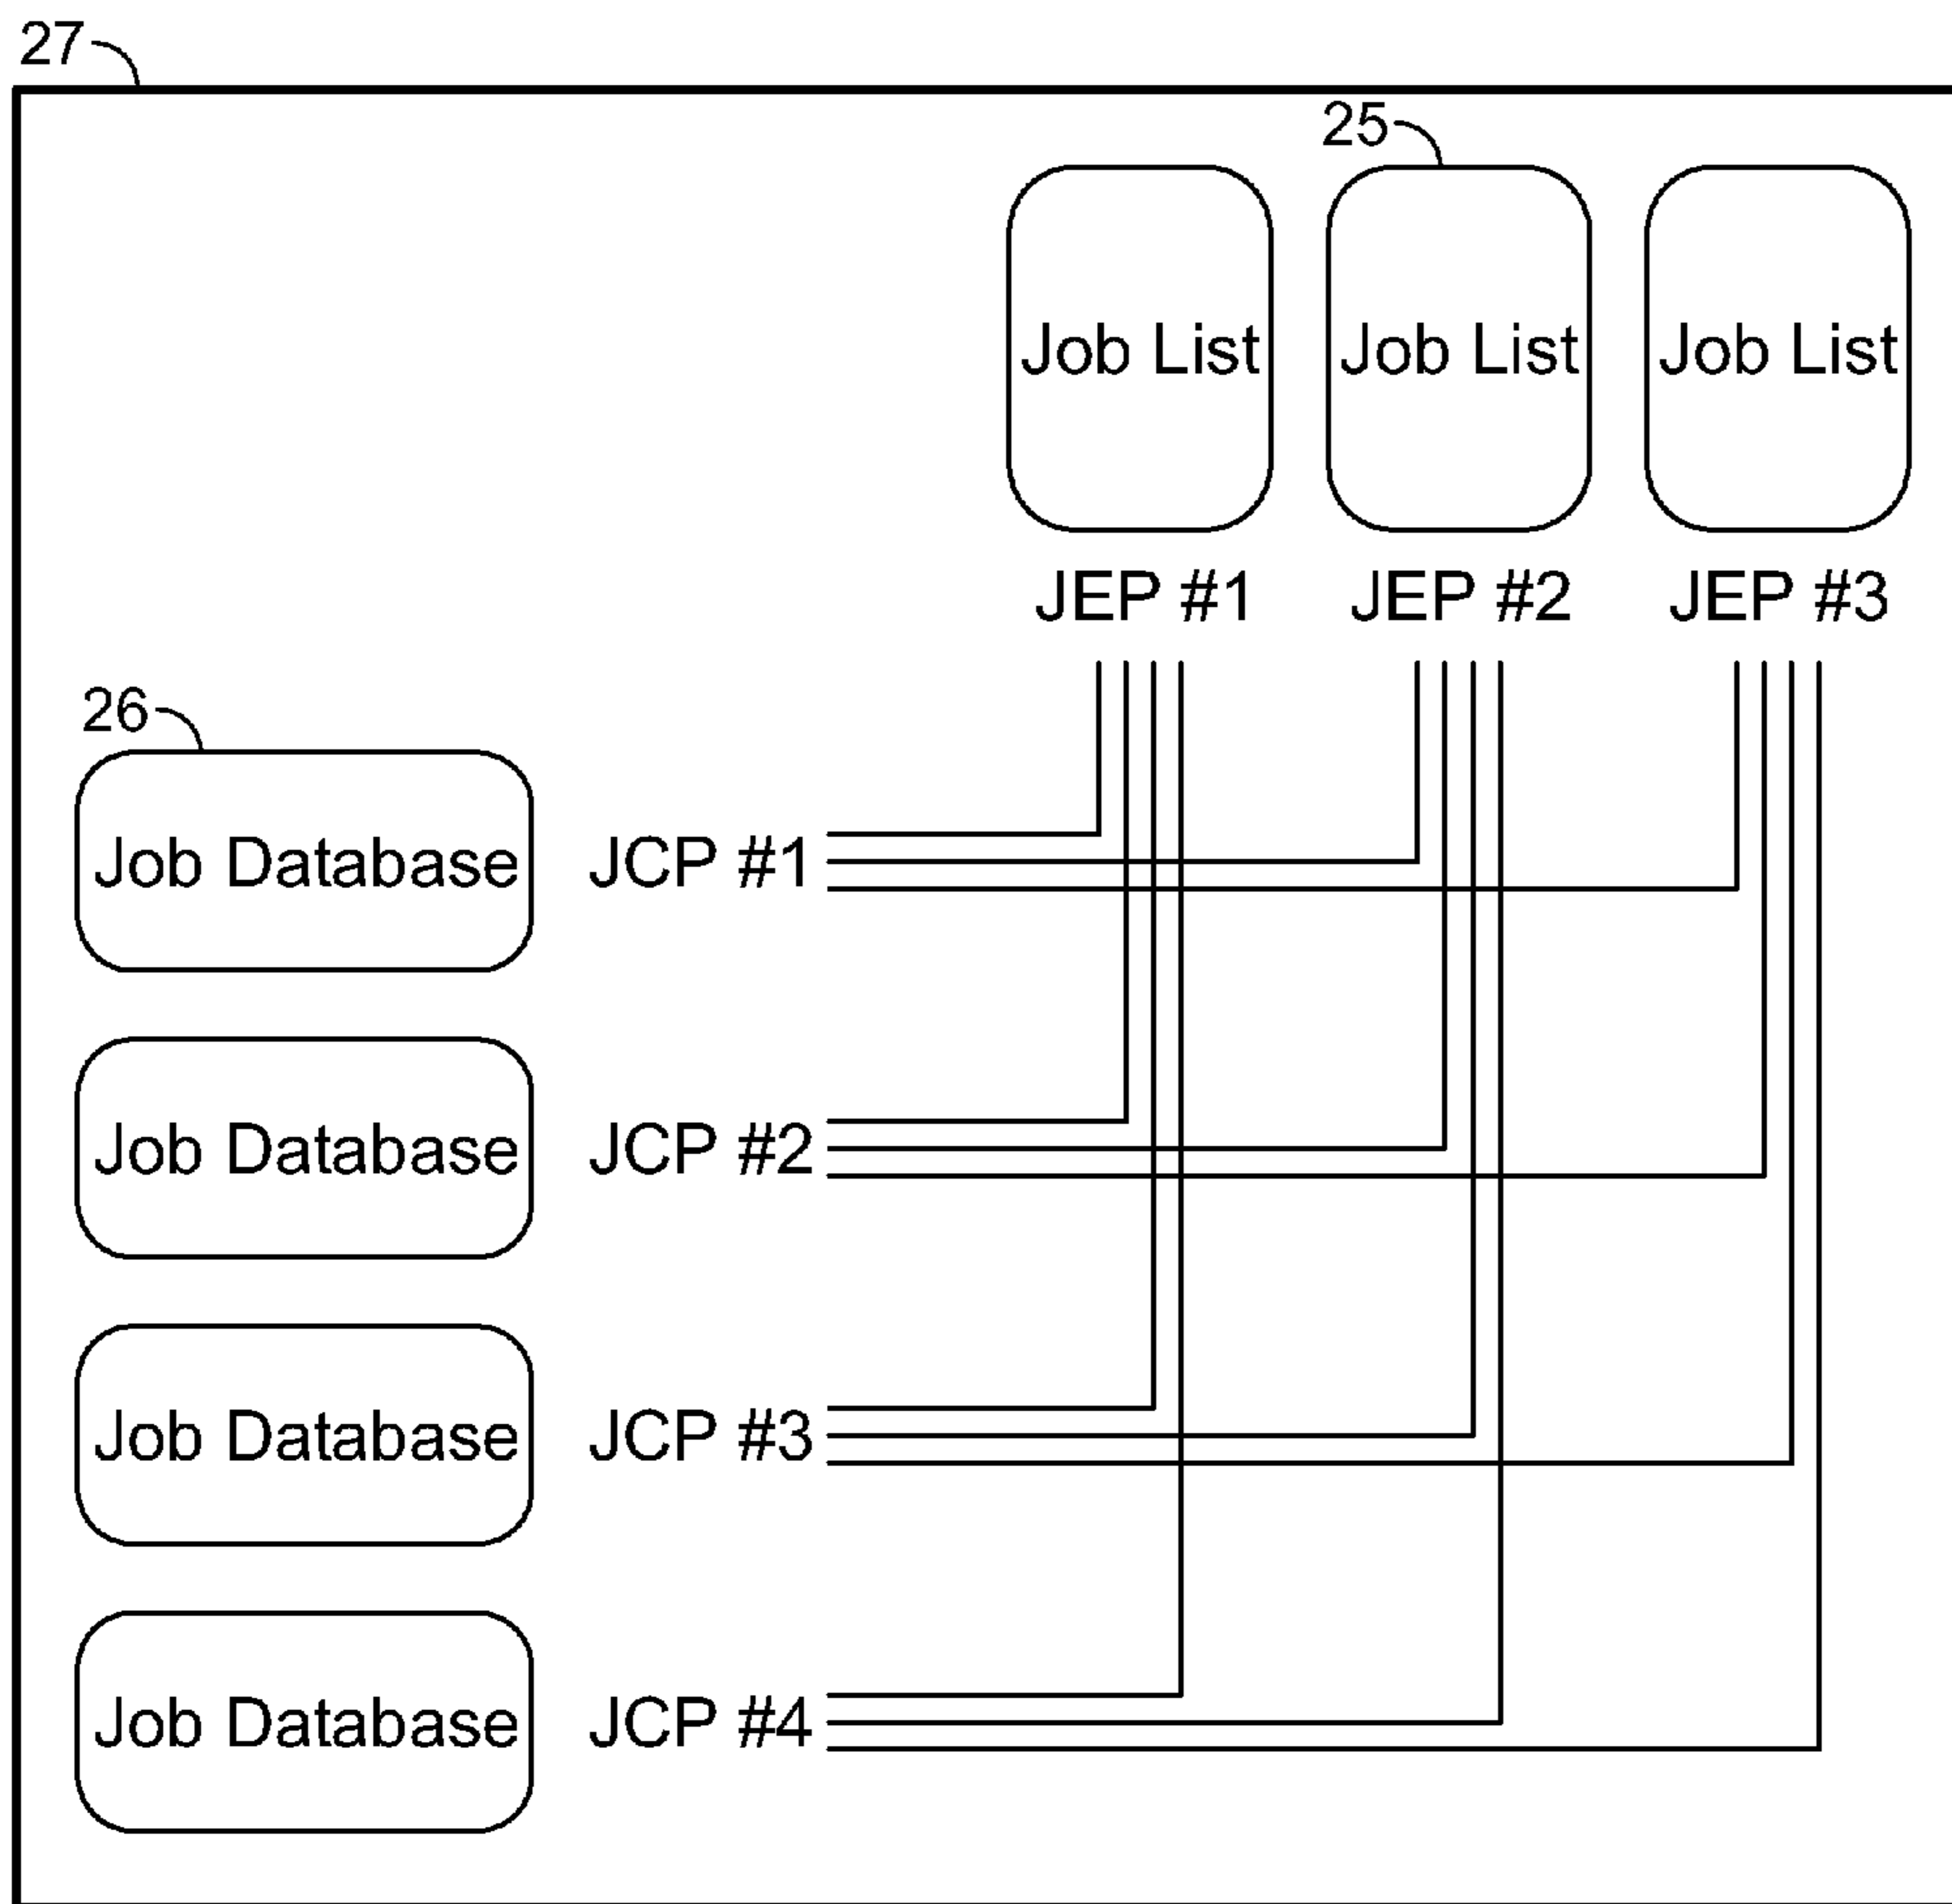 27
25
Job List Job List Job List
JEP #1 JEP #2 JEP #3
26
Job Database JCP #1
Job Database JCP #2
Job Database JCP #3
Job Database JCP #4